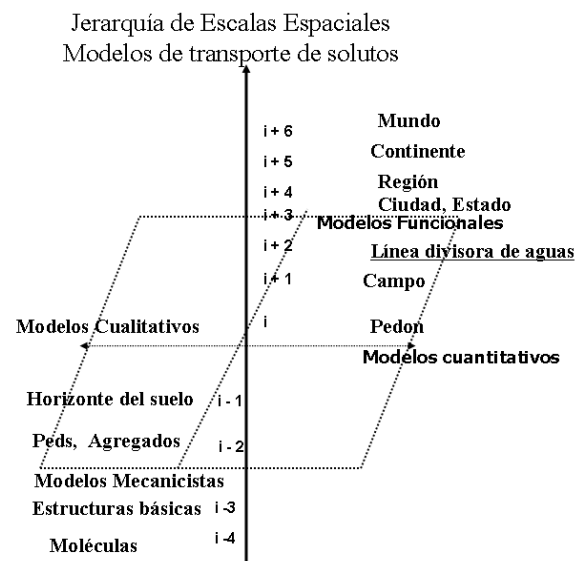 Jerarquía de Escalas Espaciales
Modelos de transporte de solutos
i + 6 Mundo
i + 5 Continente
i + 4 Región
i + 3 Ciudad, Estado
Modelos Funcionales
i + 2 Línea divisora de aguas
i + 1 Campo
Modelos Cualitativos i Pedon
Modelos cuantitativos
Horizonte del suelo i - 1
Peds, Agregados i - 2
Modelos Mecanicistas
Estructuras básicas i -3
Moléculas i -4